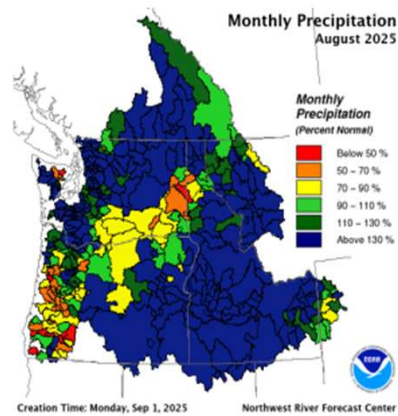 Monthly Precipitation
August 2025
Monthly
Precipitation
(Percent Normal)
Below 50 %
50 - 70 %
70 - 90 %
90 - 110 %
110 - 130 %
Above 130 %
noaa
Creation Time: Monday, Sep 1, 2025
Northwest River Forecast Center